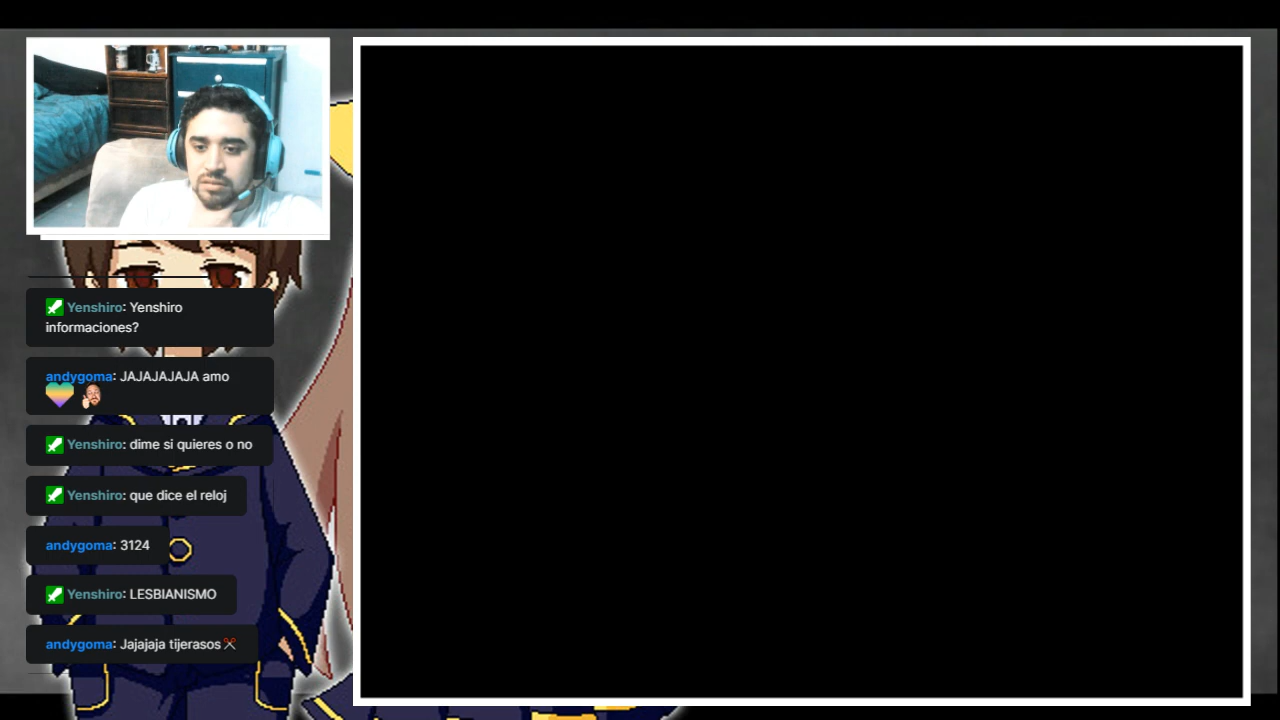 Yenshiro: Yenshiro
informaciones?
andygoma: JAJAJAJAJA amo
Yenshiro: dime si quieres o no
Yenshiro: que dice el reloj
andygoma: 3124
Yenshiro: LESBIANISMO
andygoma: Jajajaja tijerasos